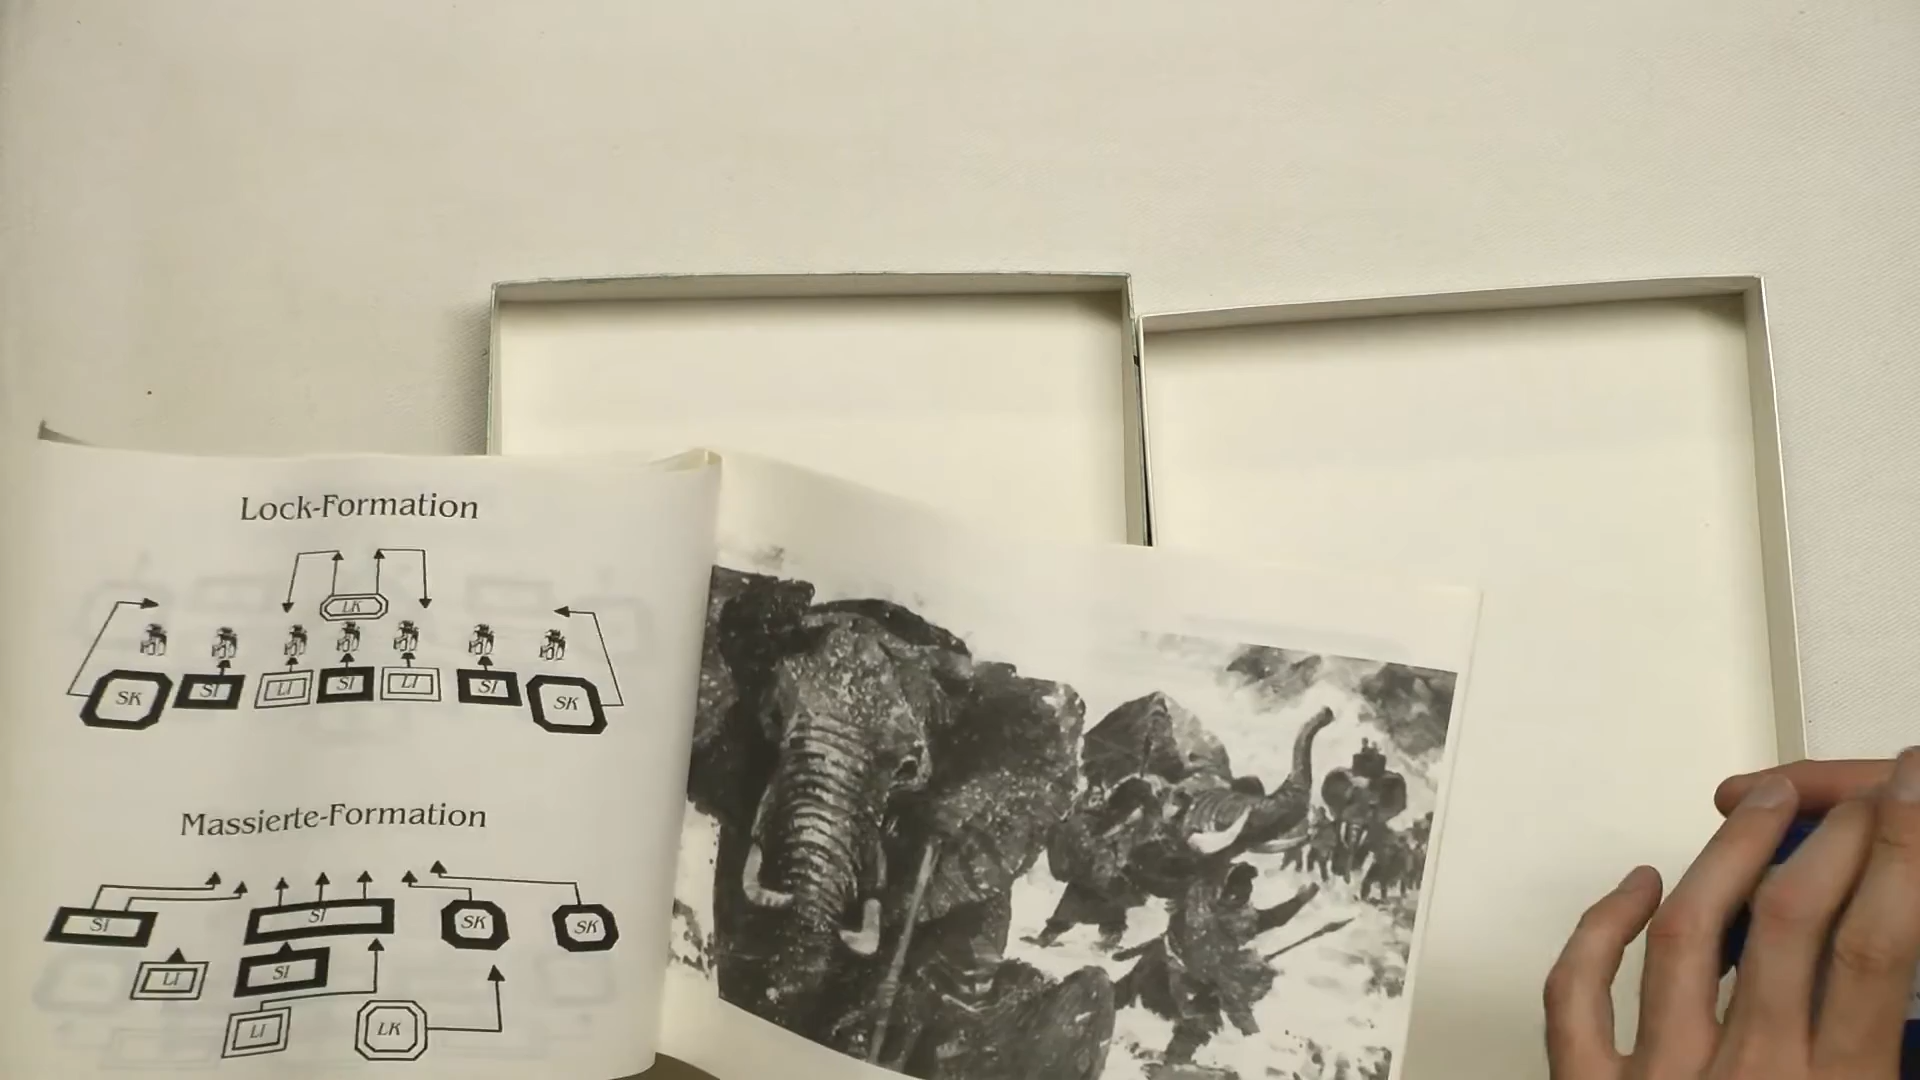 Lock-Formation
LK
SK SI LI SI LI SI SK
Massierte-Formation
SI SI SK SK
LI SI
LI LK